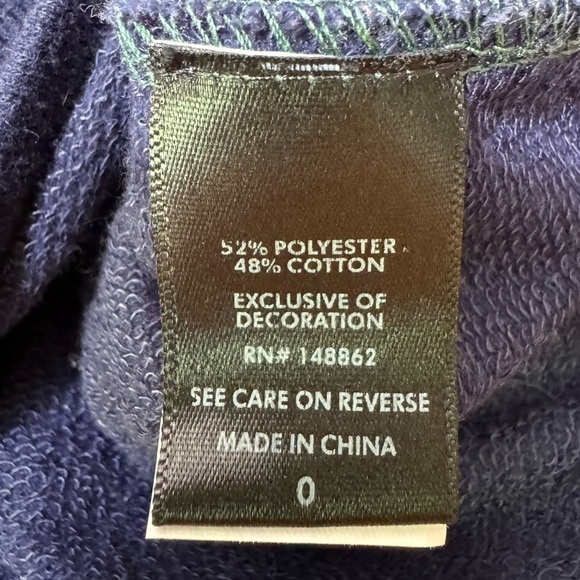 52% POLYESTER
48% COTTON
EXCLUSIVE OF
DECORATION
RN# 148862
SEE CARE ON REVERSE
MADE IN CHINA
0